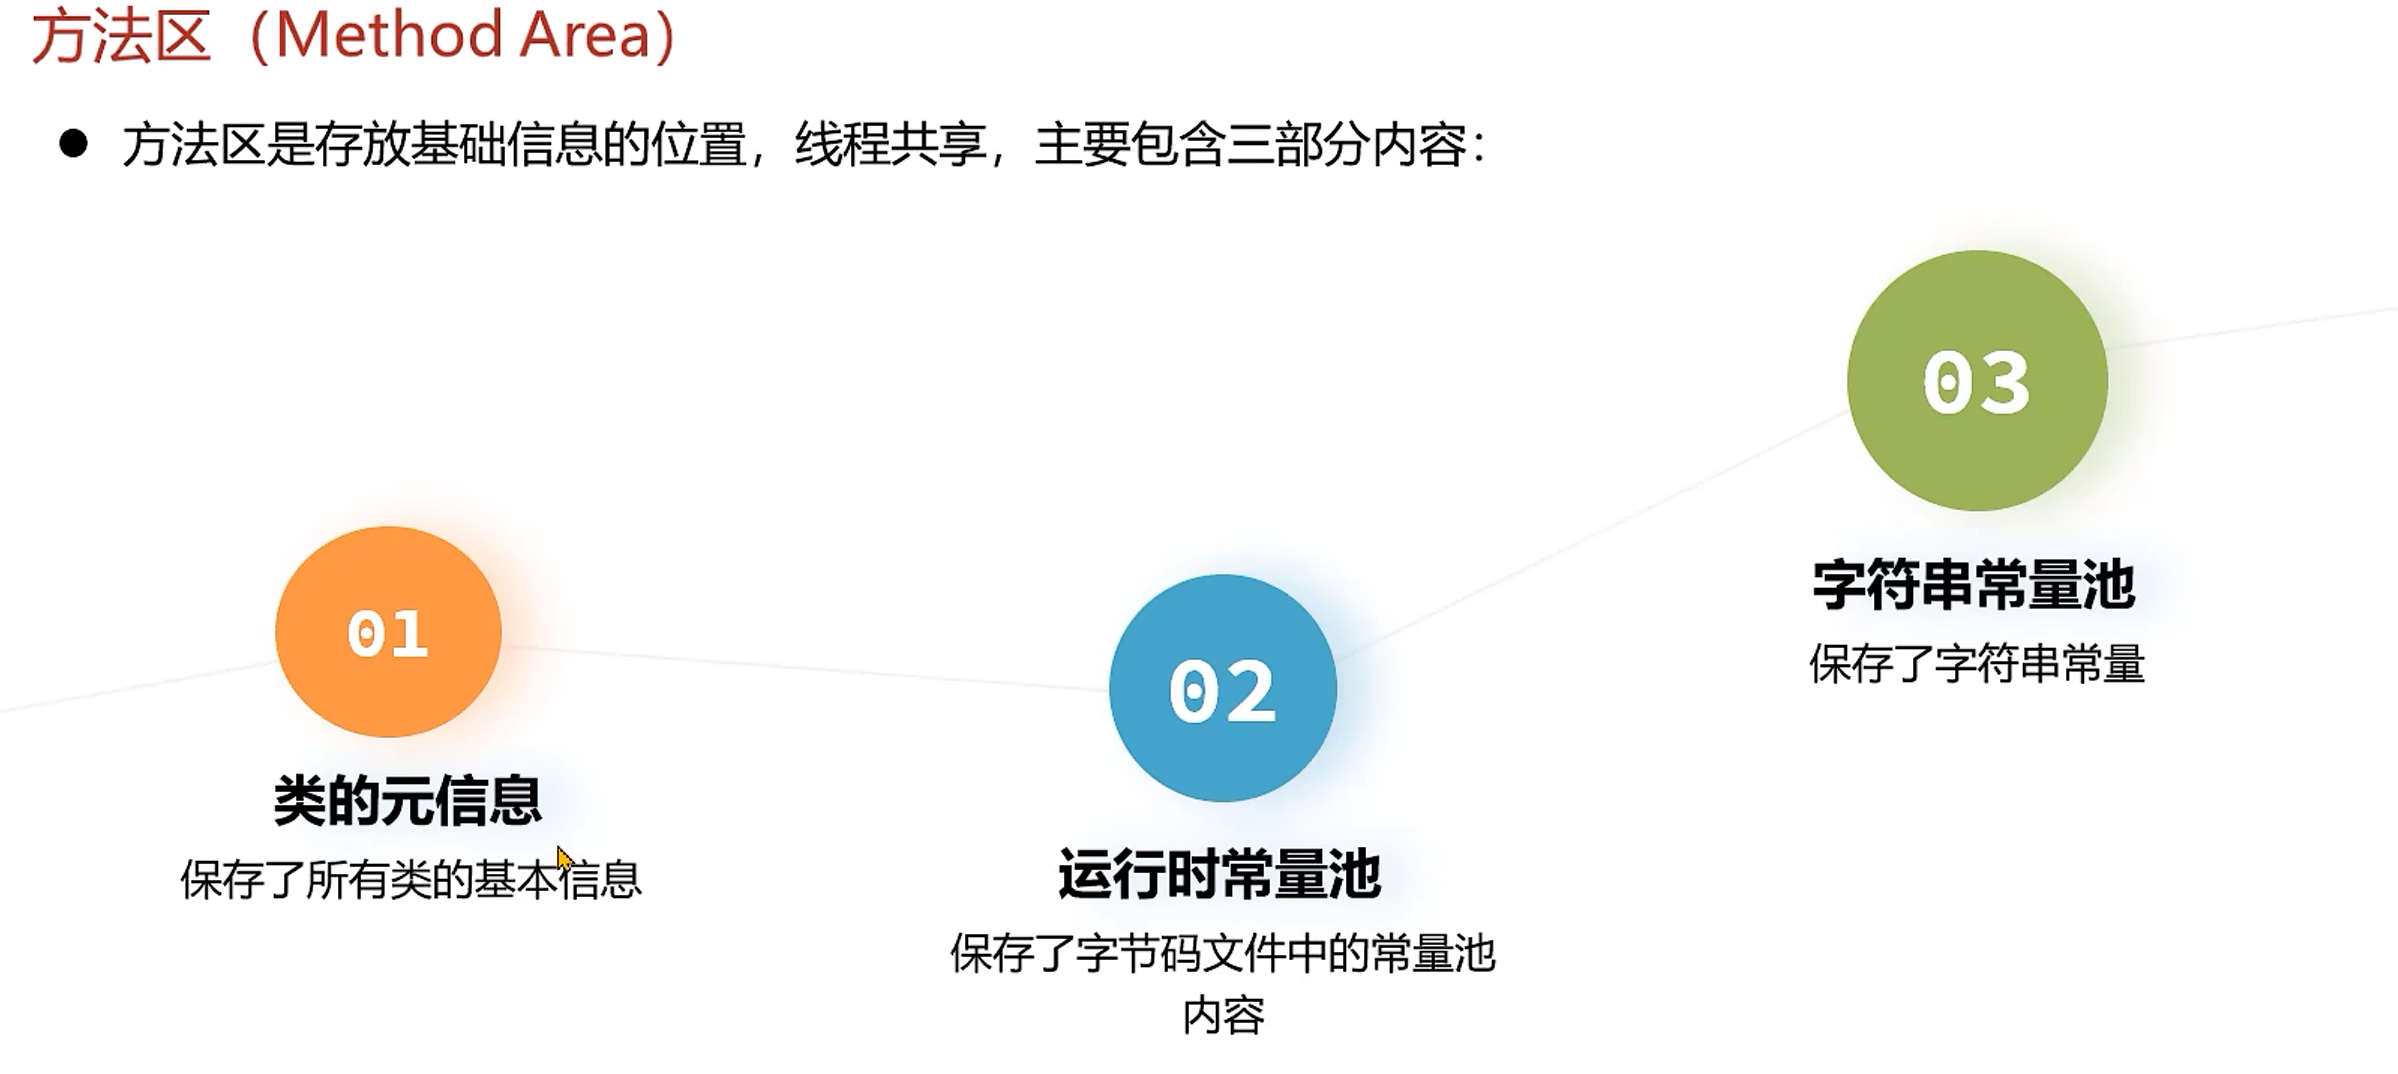 方法区（Method Area）
● 方法区是存放基础信息的位置，线程共享，主要包含三部分内容：
01
类的元信息
保存了所有类的基本信息
02
运行时常量池
保存了字节码文件中的常量池
内容
03
字符串常量池
保存了字符串常量